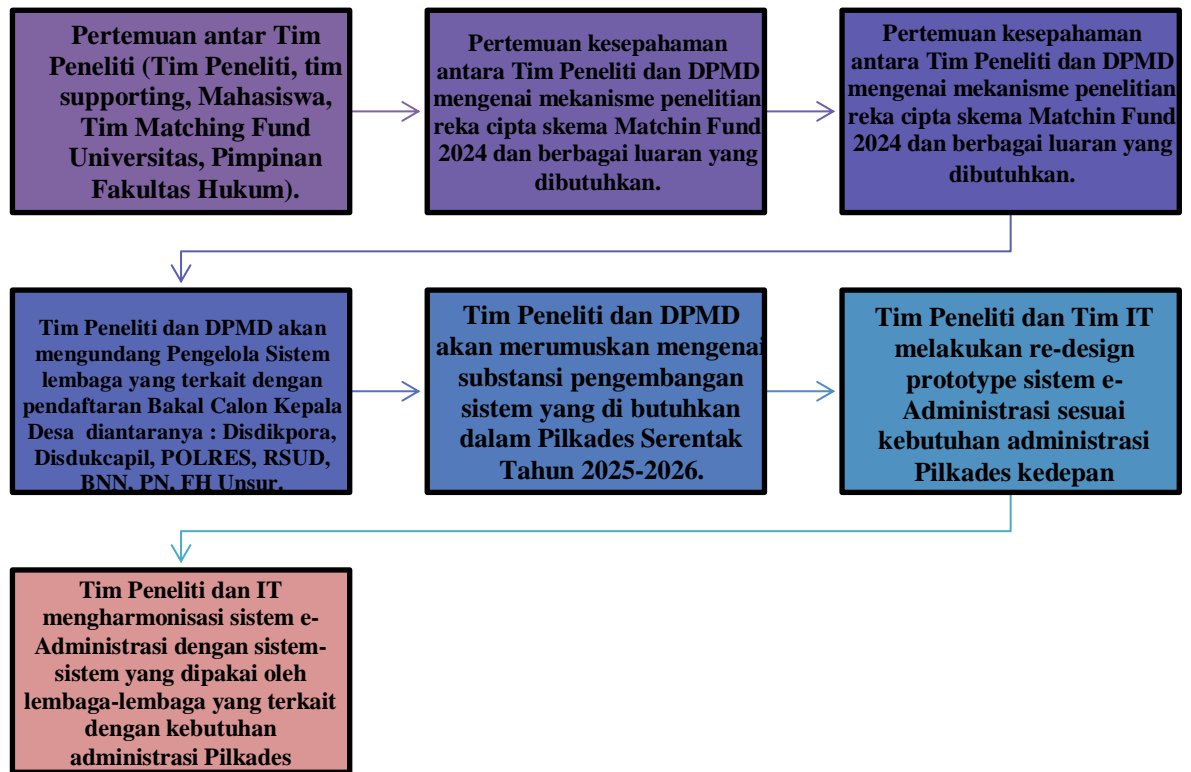 Pertemuan antar Tim
Peneliti (Tim Peneliti, tim
supporting, Mahasiswa,
Tim Matching Fund
Universitas, Pimpinan
Fakultas Hukum).
Pertemuan kesepahaman
antara Tim Peneliti dan DPMD
mengenai mekanisme penelitian
reka cipta skema Matchin Fund
2024 dan berbagai luaran yang
dibutuhkan.
Pertemuan kesepahaman
antara Tim Peneliti dan DPMD
mengenai mekanisme penelitian
reka cipta skema Matchin Fund
2024 dan berbagai luaran yang
dibutuhkan.
Tim Peneliti dan DPMD akan
mengundang Pengelola Sistem
lembaga yang terkait dengan
pendaftaran Bakal Calon Kepala
Desa diantaranya : Disdikpora,
Disdukcapil, POLRES, RSUD,
BNN, PN, FH Unsur.
Tim Peneliti dan DPMD
akan merumuskan mengenai
substansi pengembangan
sistem yang di butuhkan
dalam Pilkades Serentak
Tahun 2025-2026.
Tim Peneliti dan Tim IT
melakukan re-design
prototype sistem e-
Administrasi sesuai
kebutuhan administrasi
Pilkades kedepan
Tim Peneliti dan IT
mengharmonisasi sistem e-
Administrasi dengan sistem-
sistem yang dipakai oleh
lembaga-lembaga yang terkait
dengan kebutuhan
administrasi Pilkades